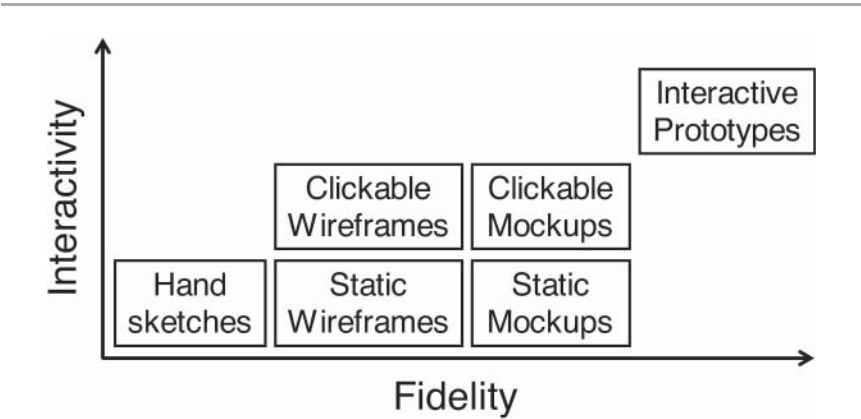 Interactivity
Interactive
Prototypes
Clickable
Wireframes
Clickable
Mockups
Hand
sketches
Static
Wireframes
Static
Mockups
Fidelity